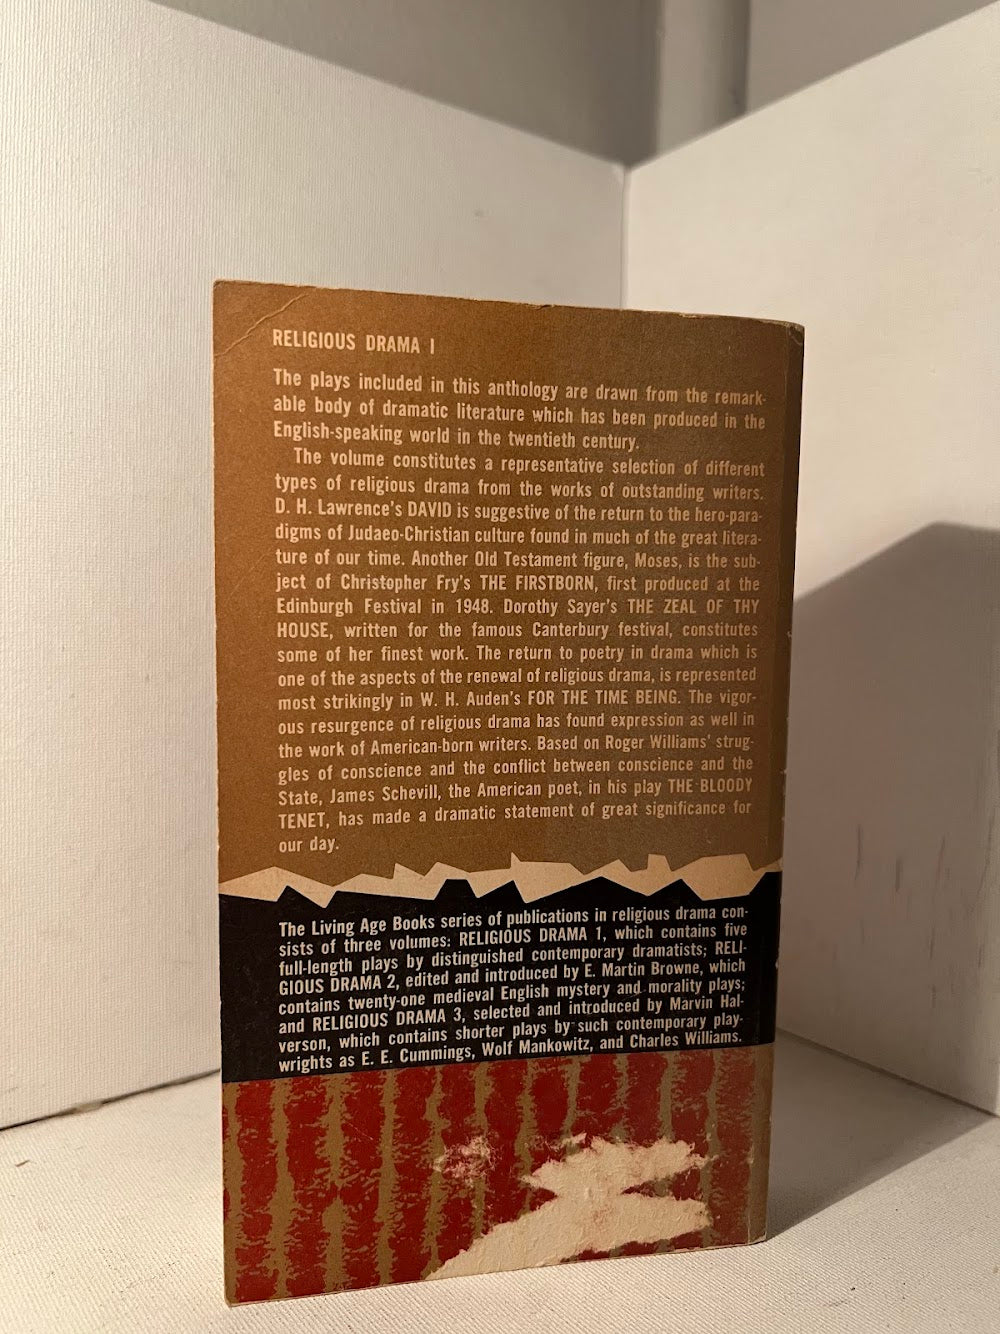 RELIGIOUS DRAMA I
The plays included in this anthology are drawn from the remark-
able body of dramatic literature which has been produced in the
English-speaking world in the twentieth century.
The volume constitutes a representative selection of different
types of religious drama from the works of outstanding writers.
D. H. Lawrence's DAVID is suggestive of the return to the hero-para-
digms of Judaeo-Christian culture found in much of the great litera-
ture of our time. Another Old Testament figure, Moses, is the sub-
ject of Christopher Fry's THE FIRSTBORN, first produced at the
Edinburgh Festival in 1948. Dorothy Sayer's THE ZEAL OF THY
HOUSE, written for the famous Canterbury festival, constitutes
some of her finest work. The return to poetry in drama which is
one of the aspects of the renewal of religious drama, is represented
most strikingly in W. H. Auden's FOR THE TIME BEING. The vigor-
ous resurgence of religious drama has found expression as well in
the work of American-born writers. Based on Roger Williams' strug-
gles of conscience and the conflict between conscience and the
State, James Schevill, the American poet, in his play THE BLOODY
TENET, has made a dramatic statement of great significance for
our day.
The Living Age Books series of publications in religious drama con-
sists of three volumes: RELIGIOUS DRAMA 1, which contains five
full-length plays by distinguished contemporary dramatists; RELI-
GIOUS DRAMA 2, edited and introduced by E. Martin Browne, which
contains twenty-one medieval English mystery and morality plays;
and RELIGIOUS DRAMA 3, selected and introduced by Marvin Hal-
verson, which contains shorter plays by such contemporary play-
wrights as E. E. Cummings, Wolf Mankowitz, and Charles Williams.